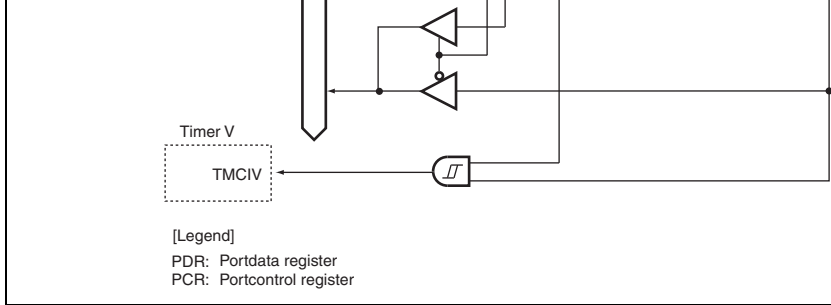 Timer V
TMCIV
[Legend]
PDR: Portdata register
PCR: Portcontrol register